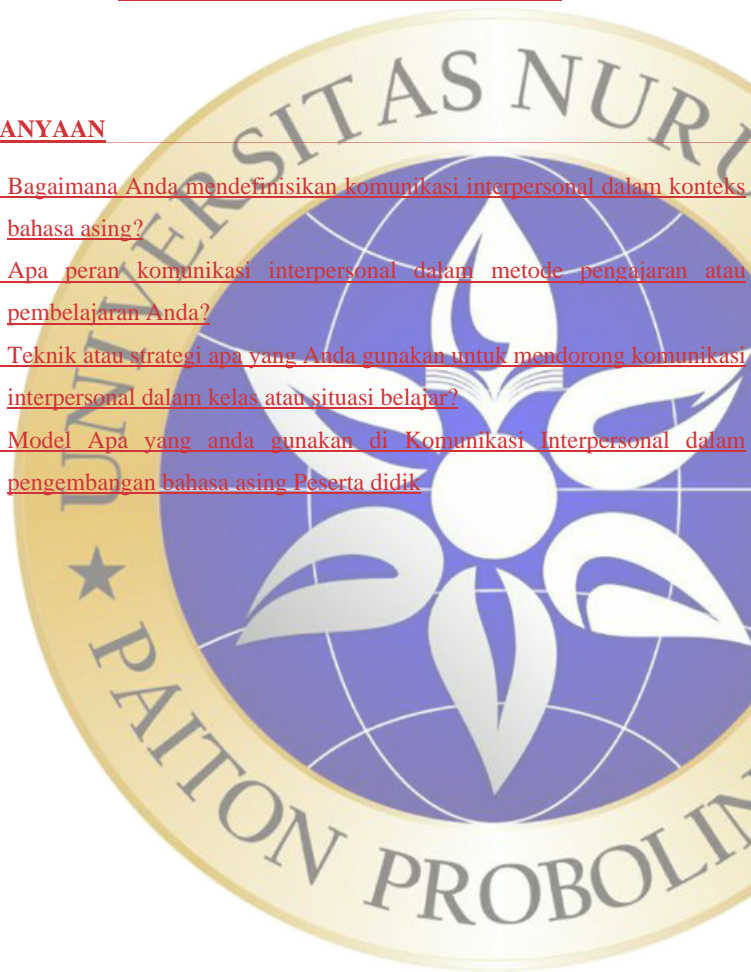 ANYAAN
Bagaimana Anda mendefinisikan komunikasi interpersonal dalam konteks
bahasa asing?
Apa peran komunikasi interpersonal dalam metode pengajaran atau
pembelajaran Anda?
Teknik atau strategi apa yang Anda gunakan untuk mendorong komunikasi
interpersonal dalam kelas atau situasi belajar?
Model Apa yang anda gunakan di Komunikasi Interpersonal dalam
pengembangan bahasa asing Peserta didik
UNIVERSITAS NURU
PAITON PROBOLIN